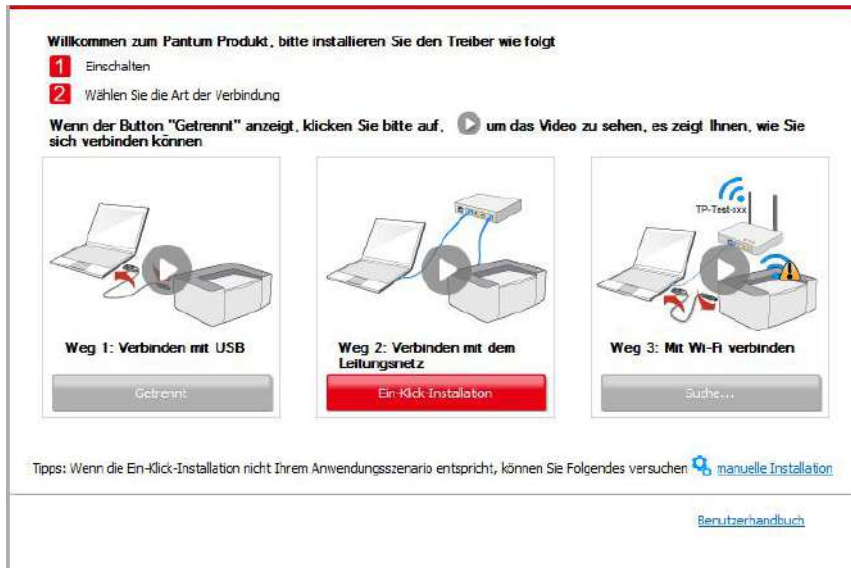 Willkommen zum Pantum Produkt, bitte installieren Sie den Treiber wie folgt
1 Einschalten
2 Wählen Sie die Art der Verbindung
Wenn der Button "Getrennt" anzeigt, klicken Sie bitte auf, um das Video zu sehen, es zeigt Ihnen, wie Sie
sich verbinden können
TP-Test-xxx
Weg 1: Verbinden mit USB
Weg 2: Verbinden mit dem
Leitungsnetz
Weg 3: Mit Wi-Fi verbinden
Getrennt
Ein-Klick-Installation
Suche...
Tipps: Wenn die Ein-Klick-Installation nicht Ihrem Anwendungsszenario entspricht, können Sie Folgendes versuchen manuelle Installation
Benutzerhandbuch